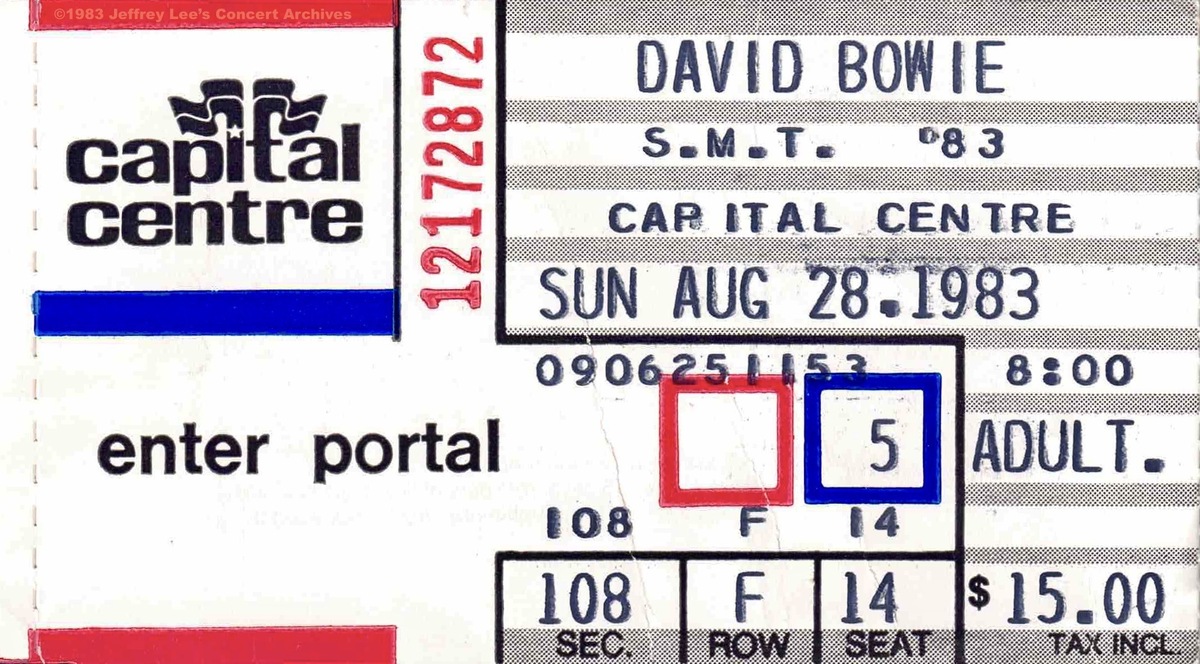 ©1983 Jeffrey Lee's Concert Archives
capital
centre
12172872
DAVID BOWIE
S.M.T. '83
CAPITAL CENTRE
SUN AUG 28.1983
0906251153 8:00
enter portal 5 ADULT.
108 F 14
108 F 14 $15.00
SEC. ROW SEAT TAX INCL.